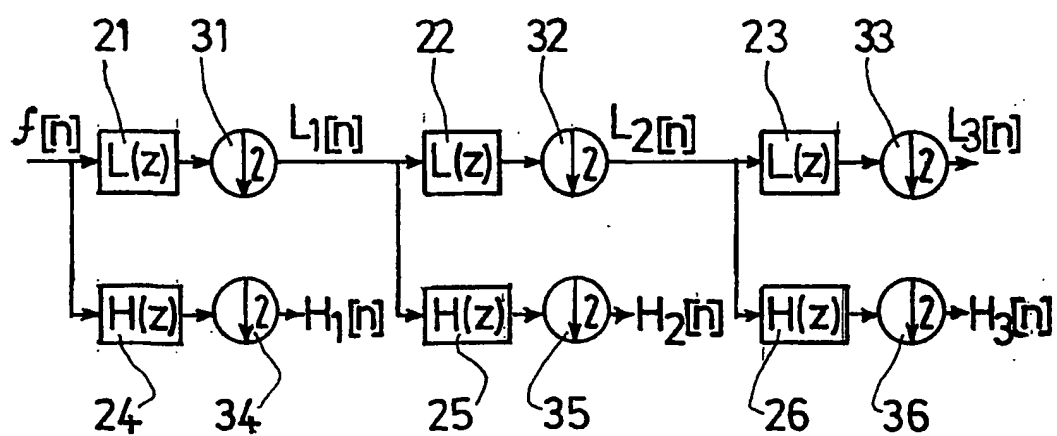 21 31 22 32 23 33
f[n] L(z) ↓2 L1[n] L(z) ↓2 L2[n] L(z) ↓2 L3[n]
H(z) ↓2 H1[n] H(z) ↓2 H2[n] H(z) ↓2 H3[n]
24 34 25 35 26 36